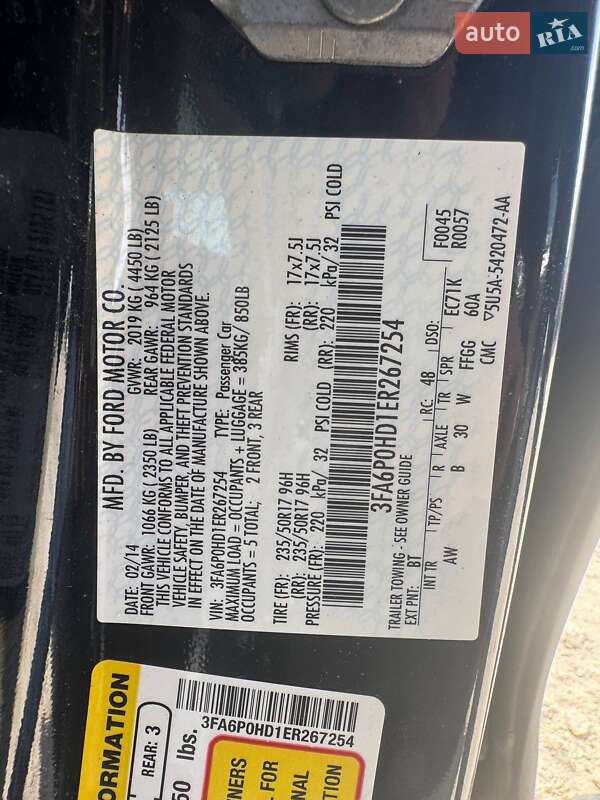 auto RIA.com
MFD. BY FORD MOTOR CO.
DATE: 02/14 GVWR: 2019 KG (4450 LB)
FRONT GAWR: 1066 KG (2350 LB) REAR GAWR: 964 KG (2125 LB)
THIS VEHICLE CONFORMS TO ALL APPLICABLE FEDERAL MOTOR
VEHICLE SAFETY, BUMPER, AND THEFT PREVENTION STANDARDS
IN EFFECT ON THE DATE OF MANUFACTURE SHOWN ABOVE.
VIN: 3FA6P0HD1ER267254 TYPE: Passenger Car
MAXIMUM LOAD = OCCUPANTS + LUGGAGE = 385KG/ 850LB
OCCUPANTS = 5 TOTAL; 2 FRONT, 3 REAR
TIRE (FR): 235/50R17 96H RIMS (FR): 17x7.5J
(RR): 235/50R17 96H (RR): 17x7.5J
PRESSURE (FR): 220 kPa/ 32 PSI COLD (RR): 220 kPa/ 32 PSI COLD
3FA6P0HD1ER267254
TRAILER TOWING - SEE OWNER GUIDE F0045
EXT PNT: BT RC: 48 DSO: EC71K R0057
INT TR TP/PS R AXLE TR SPR 60A
AW B 30 W FFGG CMC ▽5U5A-5420472-AA
3FA6P0HD1ER267254
ORMATION
REAR: 3
50 lbs.
NERS
L FOR
ONAL
TION